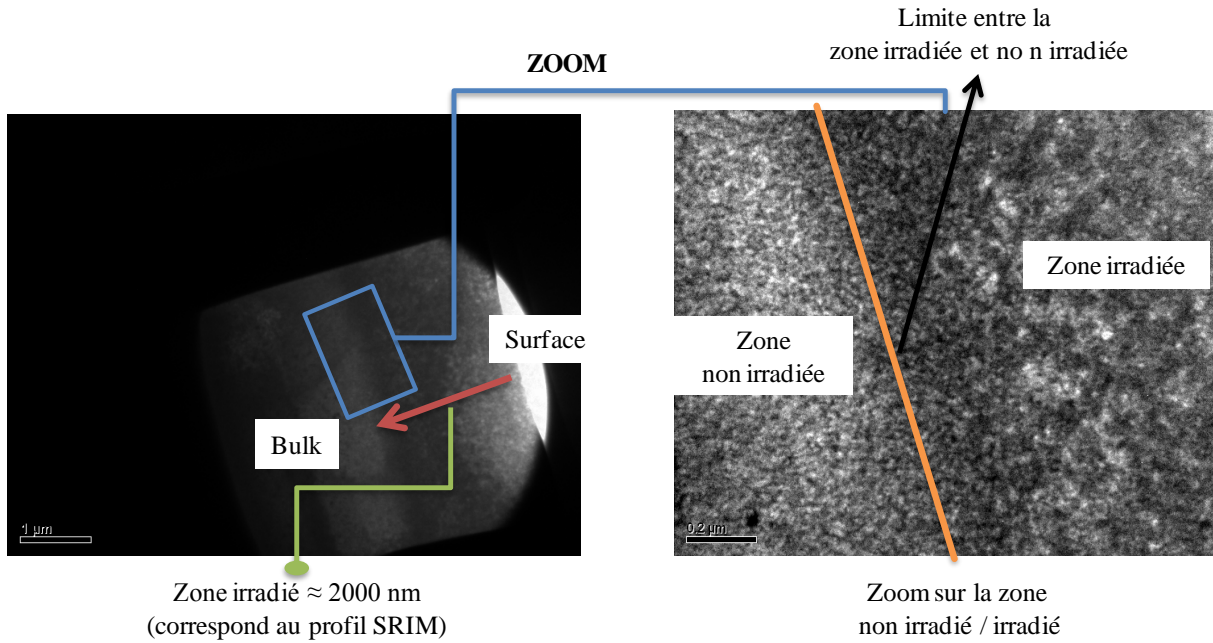 Limite entre la
zone irradiée et no n irradiée
ZOOM
Surface
Bulk
1 µm
Zone irradié ≈ 2000 nm
(correspond au profil SRIM)
Zone irradiée
Zone
non irradiée
0.2 µm
Zoom sur la zone
non irradié / irradié